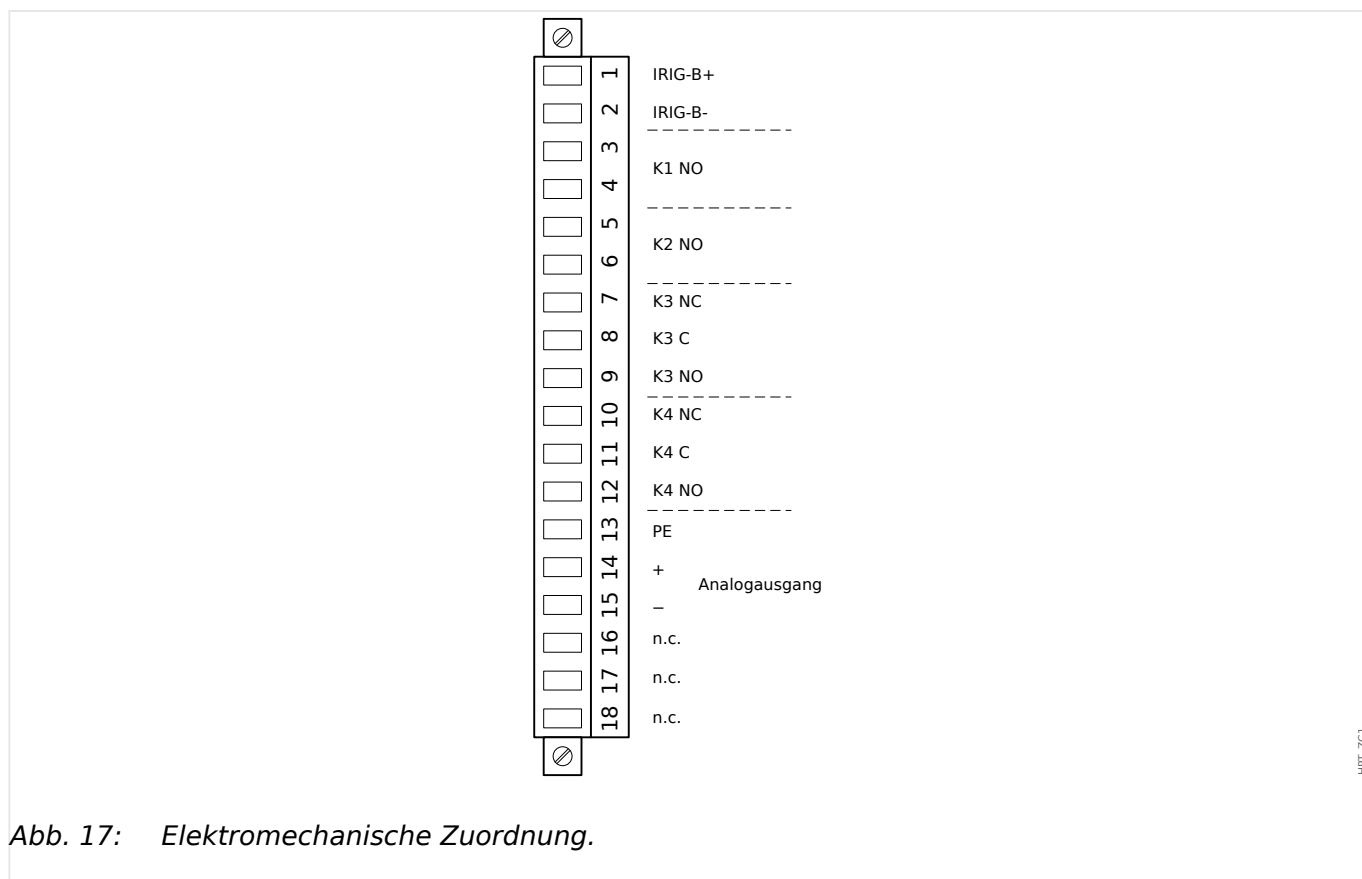 1 IRIG-B+
2 IRIG-B-
3
K1 NO
4
5
K2 NO
6
7 K3 NC
8 K3 C
9 K3 NO
10 K4 NC
11 K4 C
12 K4 NO
13 PE
14 +
Analogausgang
15 −
16 n.c.
17 n.c.
18 n.c.
Abb. 17: Elektromechanische Zuordnung.